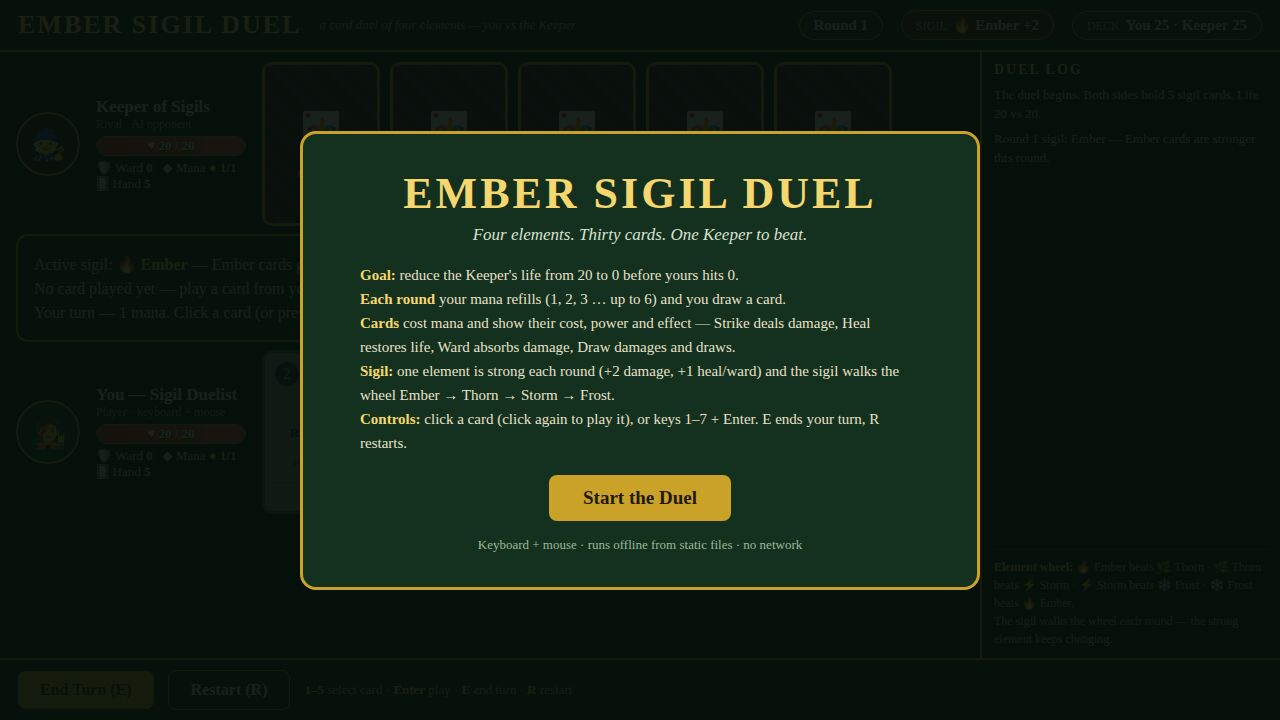 EMBER SIGIL DUEL
a card duel of four elements — you vs the Keeper
Round 1
SIGIL 🔥 Ember +2
DECK You 25 · Keeper 25
Keeper of Sigils
Rival · AI opponent
♥ 20 / 20
🛡 Ward 0 ◆ Mana ● 1/1
🂠 Hand 5
Active sigil: 🔥 Ember — Ember cards
No card played yet — play a card from
Your turn — 1 mana. Click a card (or
You — Sigil Duelist
Player · keyboard + mouse
♥ 20 / 20
🛡 Ward 0 ◆ Mana ● 1/1
🂠 Hand 5
2
EMBER SIGIL DUEL
Four elements. Thirty cards. One Keeper to beat.
Goal: reduce the Keeper's life from 20 to 0 before yours hits 0.
Each round your mana refills (1, 2, 3 … up to 6) and you draw a card.
Cards cost mana and show their cost, power and effect — Strike deals damage, Heal
restores life, Ward absorbs damage, Draw damages and draws.
Sigil: one element is strong each round (+2 damage, +1 heal/ward) and the sigil walks the
wheel Ember → Thorn → Storm → Frost.
Controls: click a card (click again to play it), or keys 1–7 + Enter. E ends your turn, R
restarts.
Start the Duel
Keyboard + mouse · runs offline from static files · no network
DUEL LOG
The duel begins. Both sides hold 5 sigil cards. Life
20 vs 20.
Round 1 sigil: Ember — Ember cards are stronger
this round.
Element wheel: 🔥 Ember beats 🌿 Thorn · 🌿 Thorn
beats ⚡ Storm · ⚡ Storm beats ❄ Frost · ❄ Frost
beats 🔥 Ember.
The sigil walks the wheel each round — the strong
element keeps changing.
End Turn (E)
Restart (R)
1–5 select card · Enter play · E end turn · R restart